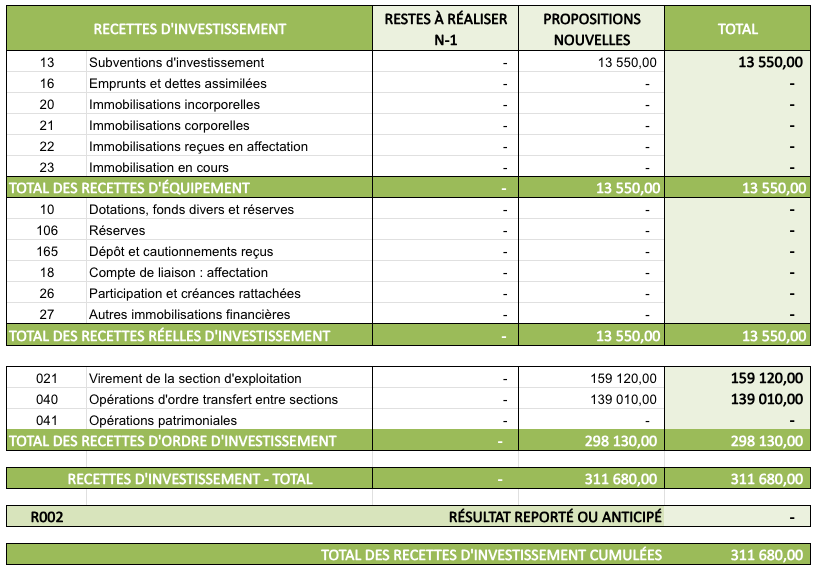 RECETTES D'INVESTISSEMENT RESTES À RÉALISER N-1 PROPOSITIONS NOUVELLES TOTAL
13 Subventions d'investissement - 13 550,00 13 550,00
16 Emprunts et dettes assimilées - - -
20 Immobilisations incorporelles - - -
21 Immobilisations corporelles - - -
22 Immobilisations reçues en affectation - - -
23 Immobilisation en cours - - -
TOTAL DES RECETTES D'ÉQUIPEMENT - 13 550,00 13 550,00
10 Dotations, fonds divers et réserves - - -
106 Réserves - - -
165 Dépôt et cautionnements reçus - - -
18 Compte de liaison : affectation - - -
26 Participation et créances rattachées - - -
27 Autres immobilisations financières - - -
TOTAL DES RECETTES RÉELLES D'INVESTISSEMENT - 13 550,00 13 550,00
021 Virement de la section d'exploitation - 159 120,00 159 120,00
040 Opérations d'ordre transfert entre sections - 139 010,00 139 010,00
041 Opérations patrimoniales - - -
TOTAL DES RECETTES D'ORDRE D'INVESTISSEMENT - 298 130,00 298 130,00
RECETTES D'INVESTISSEMENT - TOTAL - 311 680,00 311 680,00
R002 RÉSULTAT REPORTÉ OU ANTICIPÉ -
TOTAL DES RECETTES D'INVESTISSEMENT CUMULÉES 311 680,00